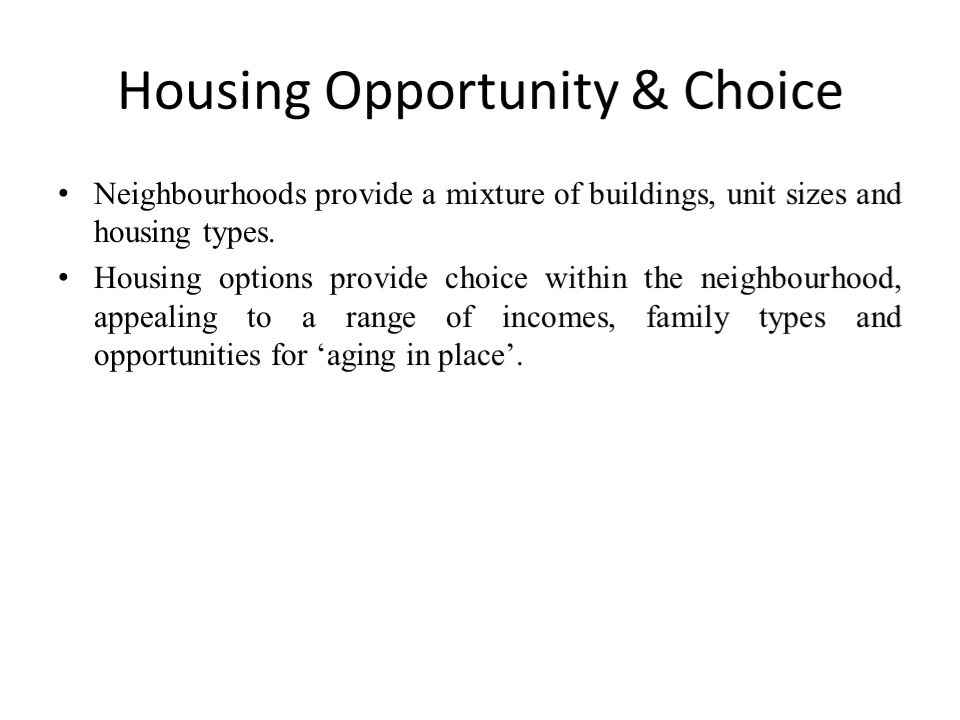 Housing Opportunity & Choice
• Neighbourhoods provide a mixture of buildings, unit sizes and
housing types.
• Housing options provide choice within the neighbourhood,
appealing to a range of incomes, family types and
opportunities for ‘aging in place’.